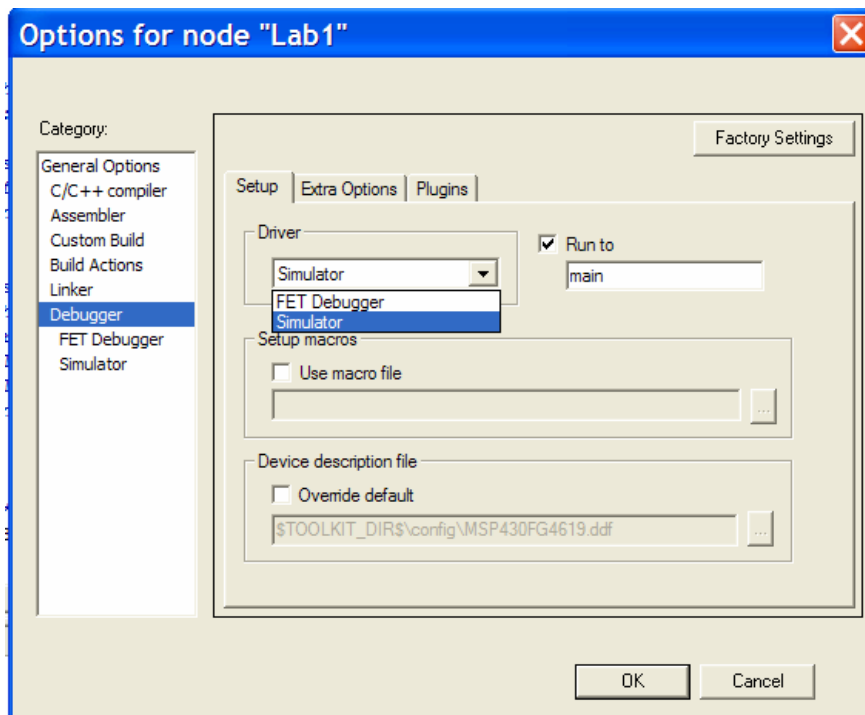 Options for node "Lab1"
Category:
Factory Settings
General Options
C/C++ compiler
Assembler
Custom Build
Build Actions
Linker
Debugger
FET Debugger
Simulator
Setup
Extra Options
Plugins
Driver
Simulator
FET Debugger
Simulator
Run to
main
Setup macros
Use macro file
...
Device description file
Override default
$TOOLKIT_DIR$\config\MSP430FG4619.ddf
...
OK
Cancel